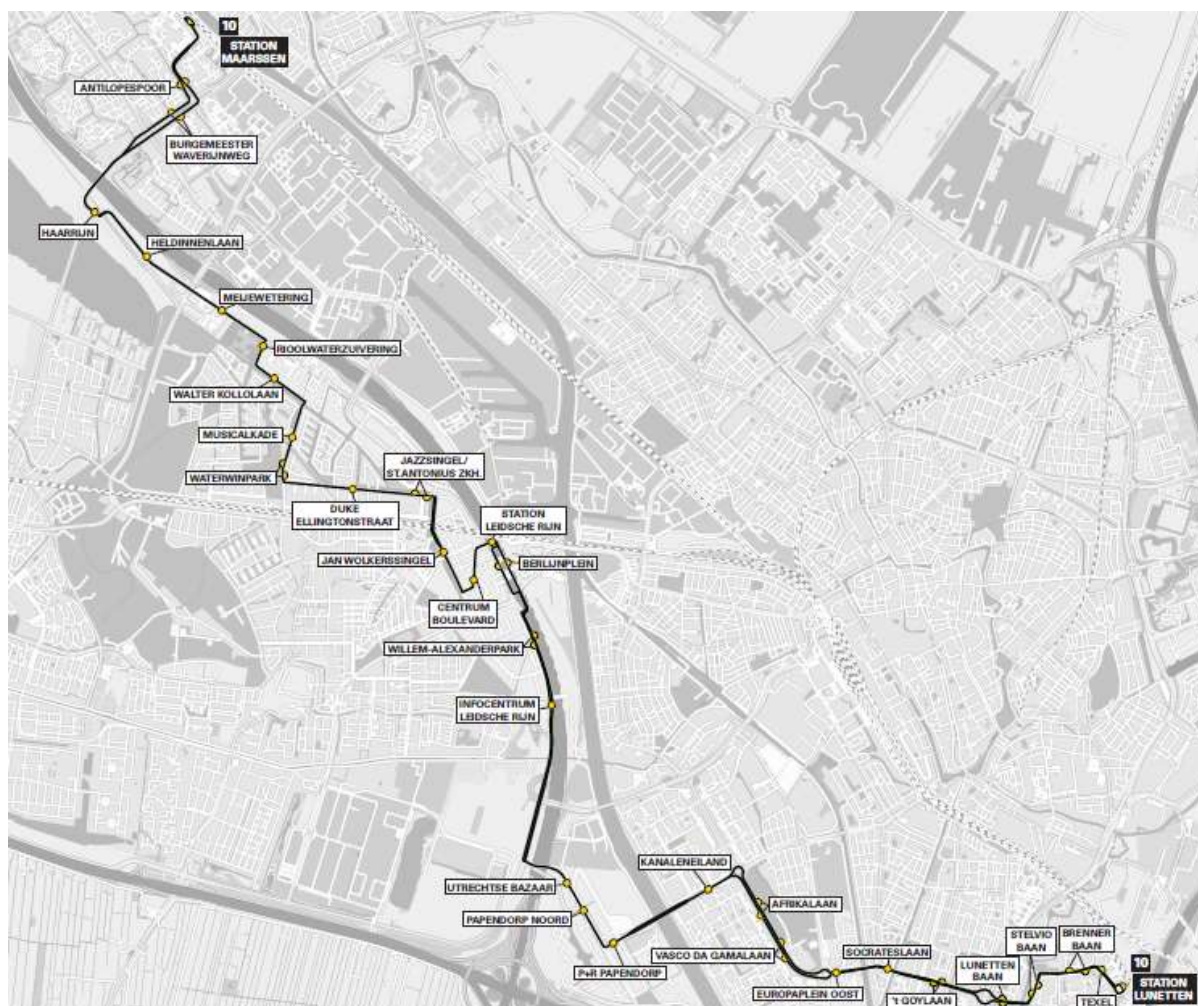 10
STATION
MAARSSEN
ANTILOPESPOOR
BURGEMEESTER
WAVERIJNWEG
HAARRIJN
HELDINNENLAAN
MELJEWETERING
RIOOLWATERZUIVERING
WALTER KOLLOLAAN
MUSICALKADE
WATERWINPARK
JAZZSINGEL/
ST.ANTONIUS ZKH.
DUKE
ELLINGTONSTRAAT
STATION
LEIDSCHE RIJN
JAN WOLKERSSINGEL
BERLIJNPLEIN
CENTRUM
BOULEVARD
WILLEM-ALEXANDERPARK
INFOCENTRUM
LEIDSCHE RIJN
KANALENEILAND
UTRECHTSE BAZAAR
AFRIKALAAN
PAPENDORP NOORD
P+R PAPENDORP
VASCO DA GAMALAAN
EUROPAPLEIN OOST
SOCRATESLAAN
't GOYLAAN
LUNETTEN
BAAN
STELVIO
BAAN
BRENNER
BAAN
TEXEL
10
STATION
LUNETTEN